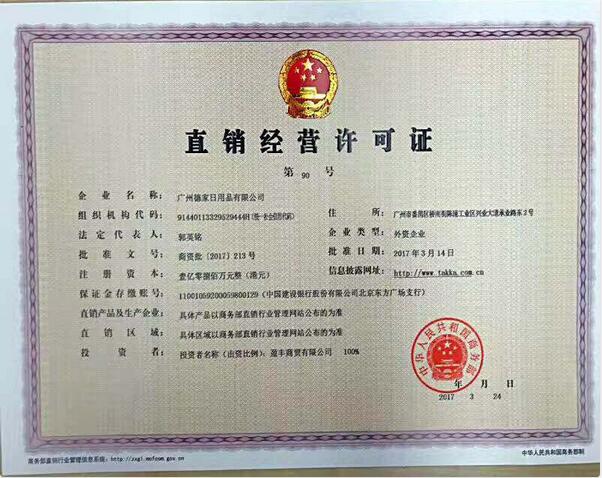 直销经营许可证
第 90 号
企业名称: 广州德家日用品有限公司
组织机构代码: 91440113329529444H(统一社会信用代码) 住所: 广州市番禺区桥南街陈涌工业区兴业大道承业路东2号
法定代表人: 郭英铭 企业类型: 外资企业
批准文号: 商资批(2017)213号 批准日期: 2017年3月14日
注册资本: 壹亿零捌佰万元整(港元) 信息披露网址: http://www.takka.com.cn
保证金存缴账号: 11001059200059800129(中国建设银行股份有限公司北京东方广场支行)
直销产品及生产企业: 具体产品以商务部直销行业管理网站公布的为准
直销区域: 具体区域以商务部直销行业管理网站公布的为准
投资者: 投资者名称(出资比例):盈丰商贸有限公司 100%
中华人民共和国商务部
年 月 日
2017 3 24
商务部直销行业管理信息系统:http://zxgl.mofcom.gov.cn 中华人民共和国商务部制